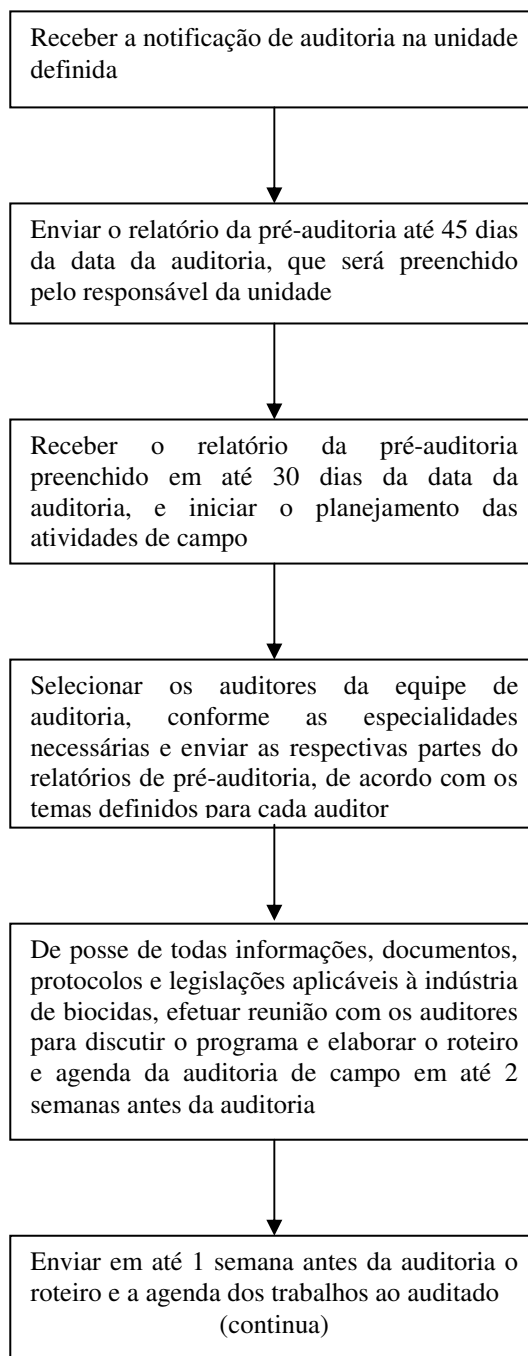 Receber a notificação de auditoria na unidade
definida
Enviar o relatório da pré-auditoria até 45 dias
da data da auditoria, que será preenchido
pelo responsável da unidade
Receber o relatório da pré-auditoria
preenchido em até 30 dias da data da
auditoria, e iniciar o planejamento das
atividades de campo
Selecionar os auditores da equipe de
auditoria, conforme as especialidades
necessárias e enviar as respectivas partes do
relatórios de pré-auditoria, de acordo com os
temas definidos para cada auditor
De posse de todas informações, documentos,
protocolos e legislações aplicáveis à indústria
de biocidas, efetuar reunião com os auditores
para discutir o programa e elaborar o roteiro
e agenda da auditoria de campo em até 2
semanas antes da auditoria
Enviar em até 1 semana antes da auditoria o
roteiro e a agenda dos trabalhos ao auditado
(continua)